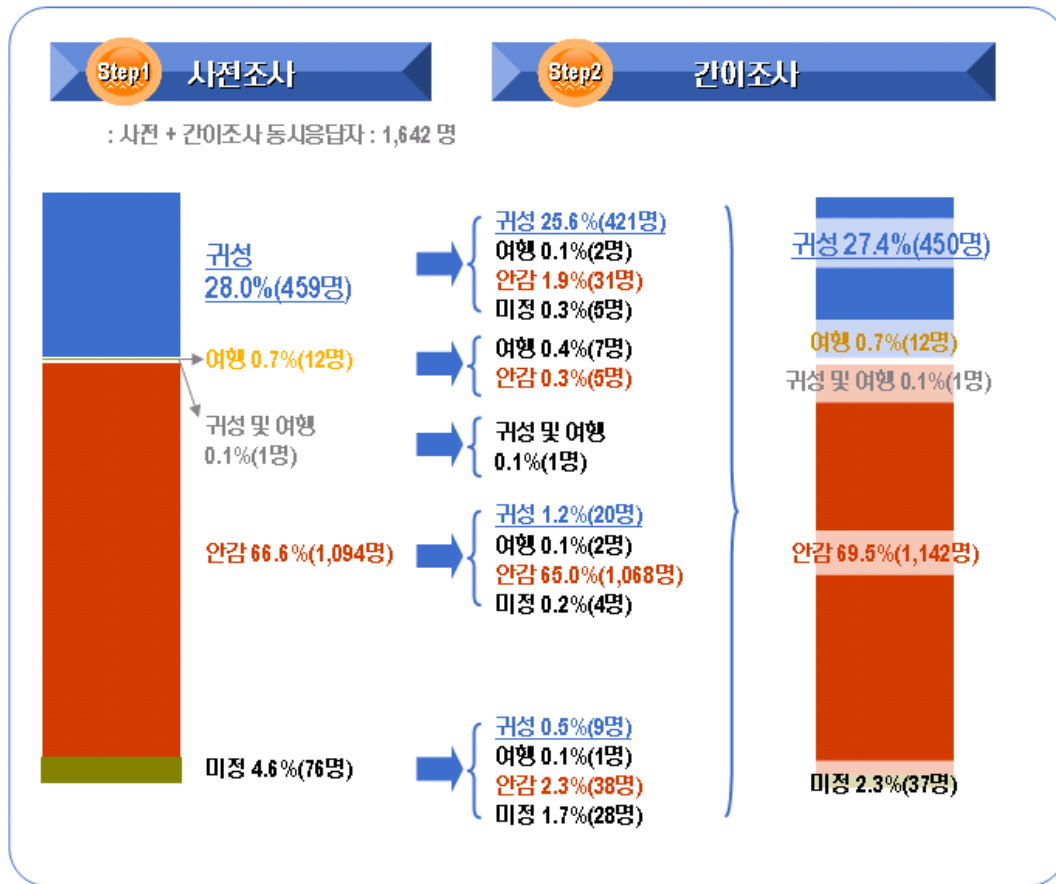 Step1 사전조사
Step2 간이조사
: 사전 + 간이조사 동시응답자 : 1,642 명
귀성
28.0%(459명)
여행 0.7%(12명)
귀성 및 여행
0.1%(1명)
안감 66.6%(1,094명)
미정 4.6%(76명)
귀성 25.6%(421명)
여행 0.1%(2명)
안감 1.9%(31명)
미정 0.3%(5명)
여행 0.4%(7명)
안감 0.3%(5명)
귀성 및 여행
0.1%(1명)
귀성 1.2%(20명)
여행 0.1%(2명)
안감 65.0%(1,068명)
미정 0.2%(4명)
귀성 0.5%(9명)
여행 0.1%(1명)
안감 2.3%(38명)
미정 1.7%(28명)
귀성 27.4%(450명)
여행 0.7%(12명)
귀성 및 여행 0.1%(1명)
안감 69.5%(1,142명)
미정 2.3%(37명)